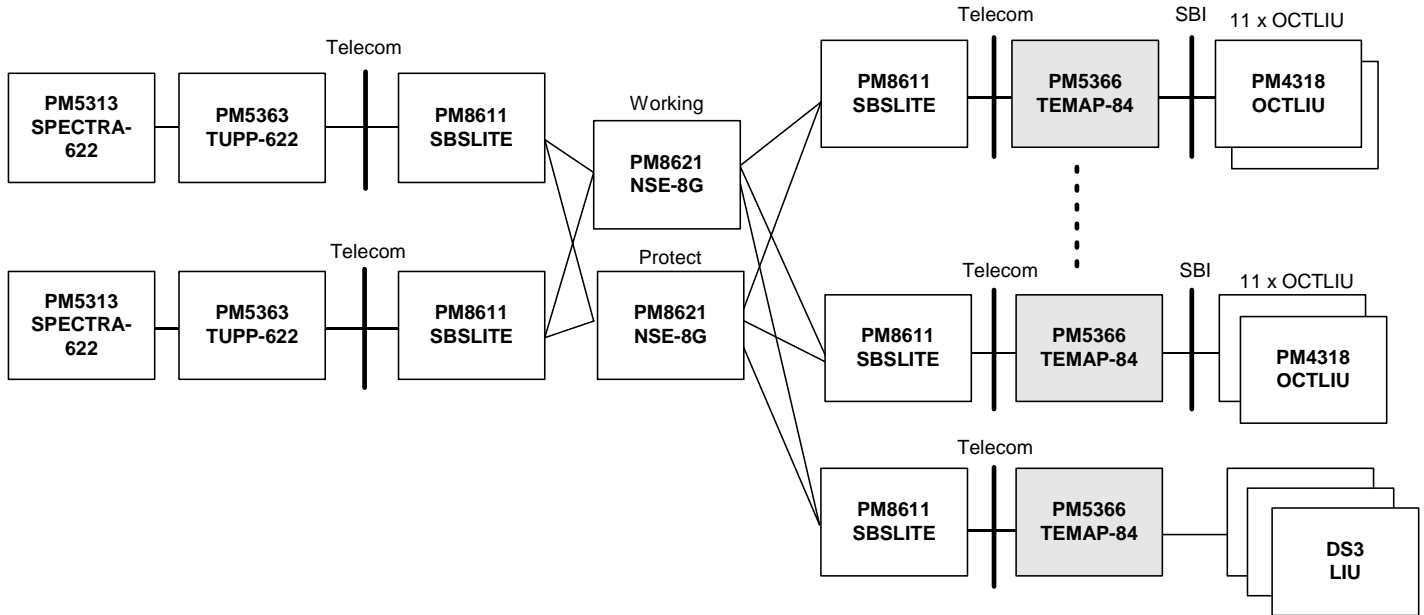 Telecom
SBI
11 x OCTLIU
Telecom
PM5313
SPECTRA-
622
PM5363
TUPP-622
PM8611
SBSLITE
Working
PM8621
NSE-8G
PM8611
SBSLITE
PM5366
TEMAP-84
PM4318
OCTLIU
Telecom
Protect
Telecom
SBI
11 x OCTLIU
PM5313
SPECTRA-
622
PM5363
TUPP-622
PM8611
SBSLITE
PM8621
NSE-8G
PM8611
SBSLITE
PM5366
TEMAP-84
PM4318
OCTLIU
Telecom
PM8611
SBSLITE
PM5366
TEMAP-84
DS3
LIU